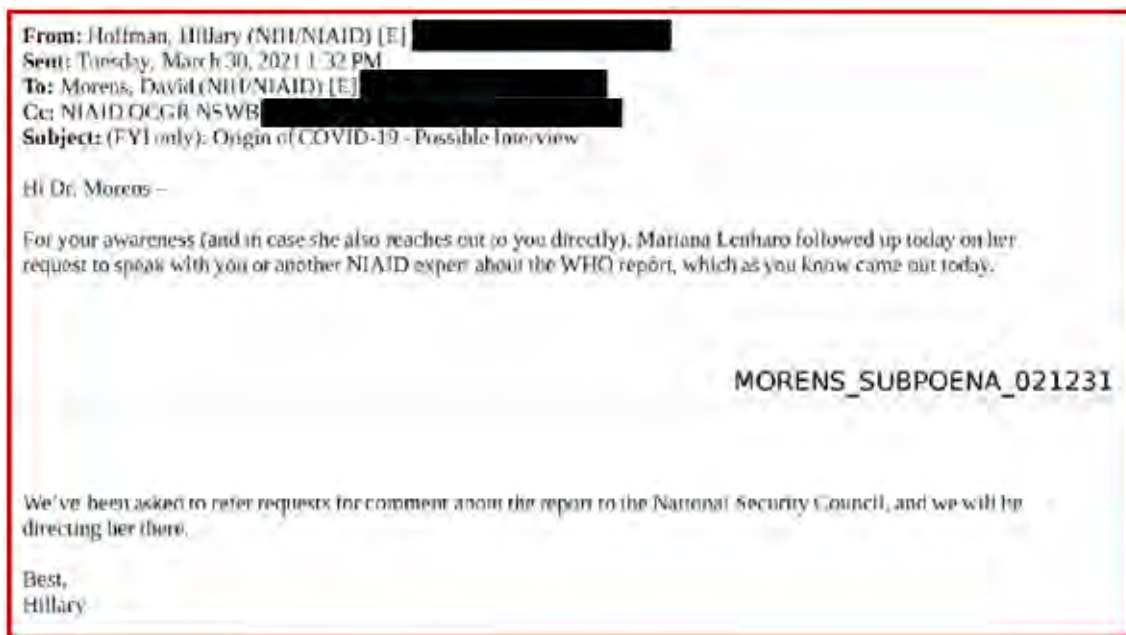 From: Hoffman, Hillary (NIH/NIAID) [E]
Sent: Tuesday, March 30, 2021 1:32 PM
To: Morens, David (NIH/NIAID) [E]
Cc: NIAID OCGR NSWB
Subject: (FYI only): Origin of COVID-19 - Possible Interview
Hi Dr. Morens –
For your awareness (and in case she also reaches out to you directly), Mariana Lenharo followed up today on her
request to speak with you or another NIAID expert about the WHO report, which as you know came out today.
MORENS_SUBPOENA_021231
We've been asked to refer requests for comment about the report to the National Security Council, and we will be
directing her there.
Best,
Hillary